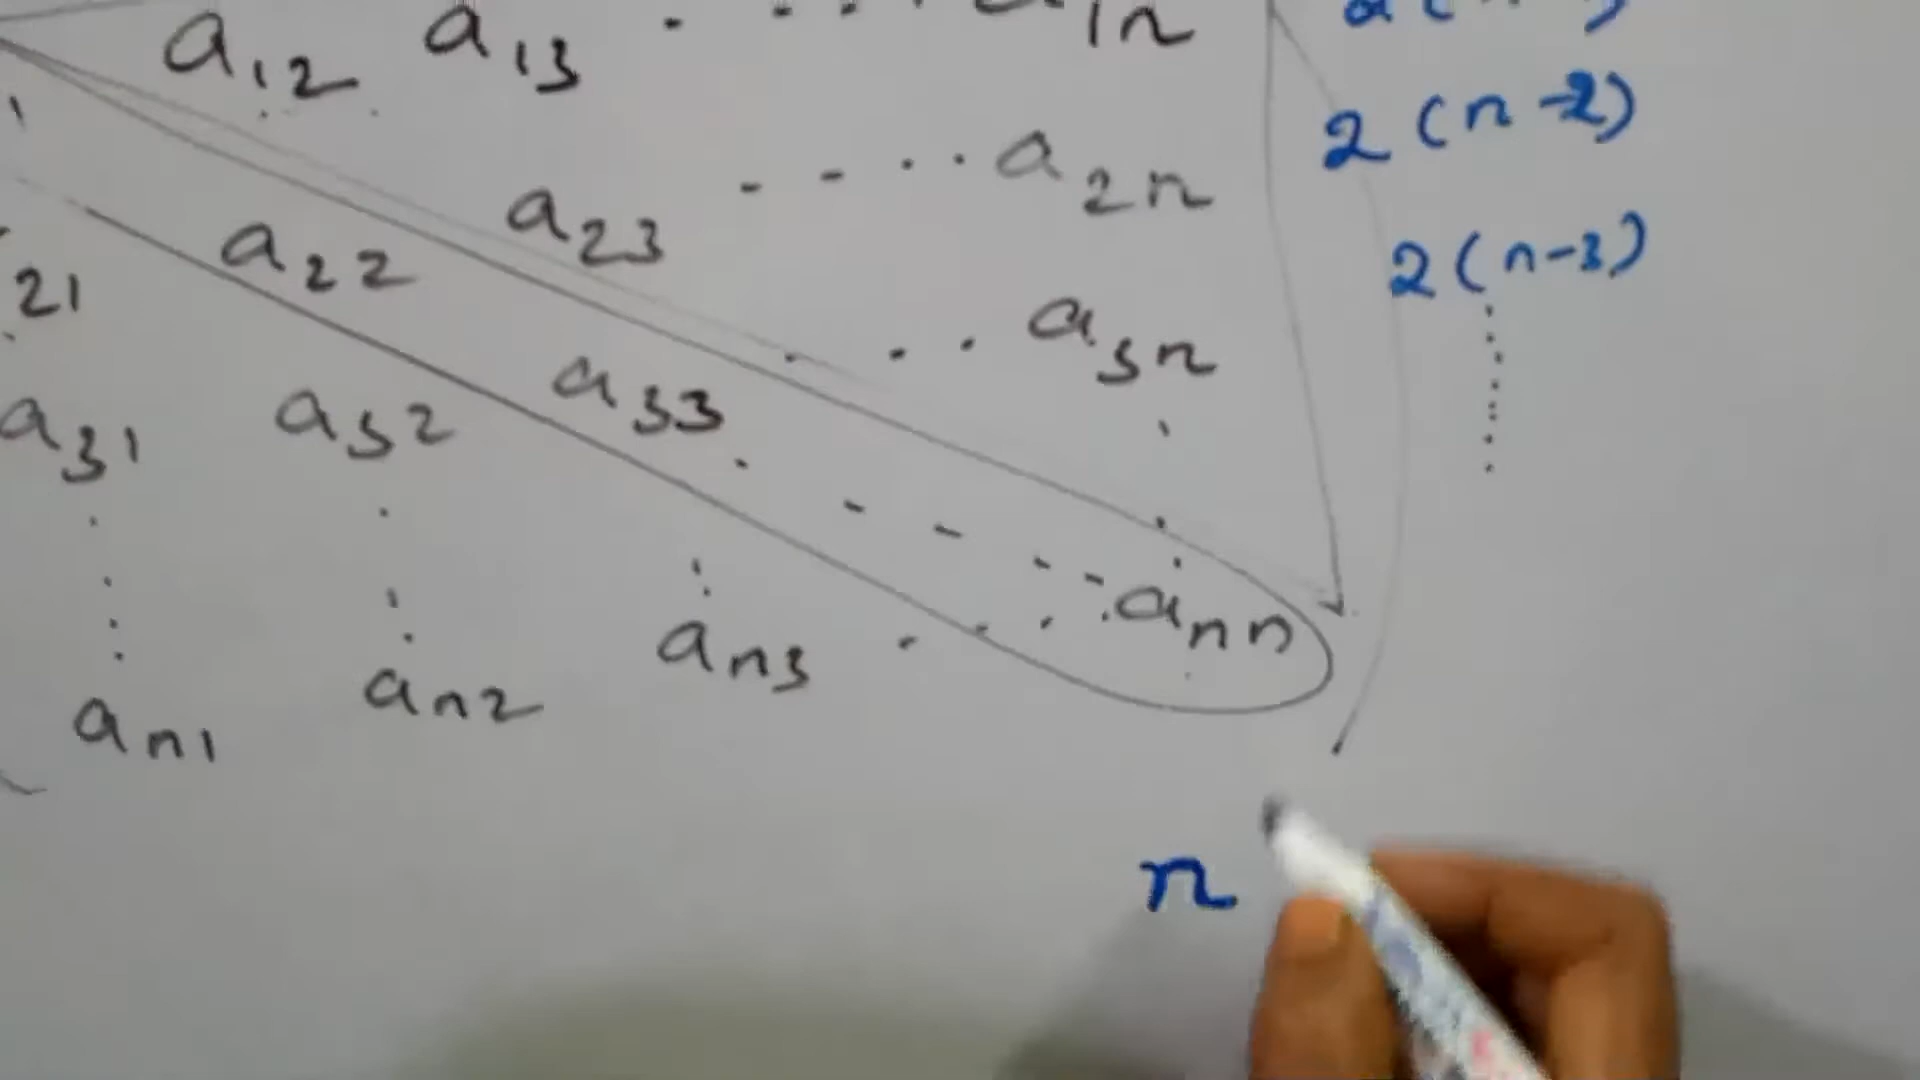 a12 a13 . . . . a1n
2(n-2)
a22 a23 - - . . a2n
21
2(n-3)
a31 a32 a33 . . . a3n
an1 an2 an3 . . . . ann
n